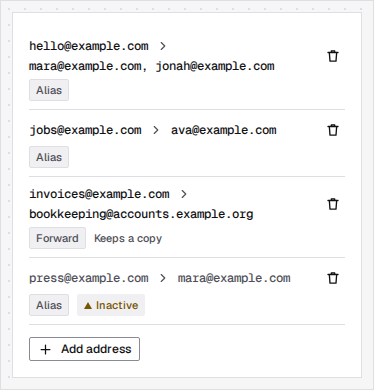 hello@example.com >
mara@example.com, jonah@example.com
Alias
jobs@example.com > ava@example.com
Alias
invoices@example.com >
bookkeeping@accounts.example.org
Forward Keeps a copy
press@example.com > mara@example.com
Alias Inactive
Add address